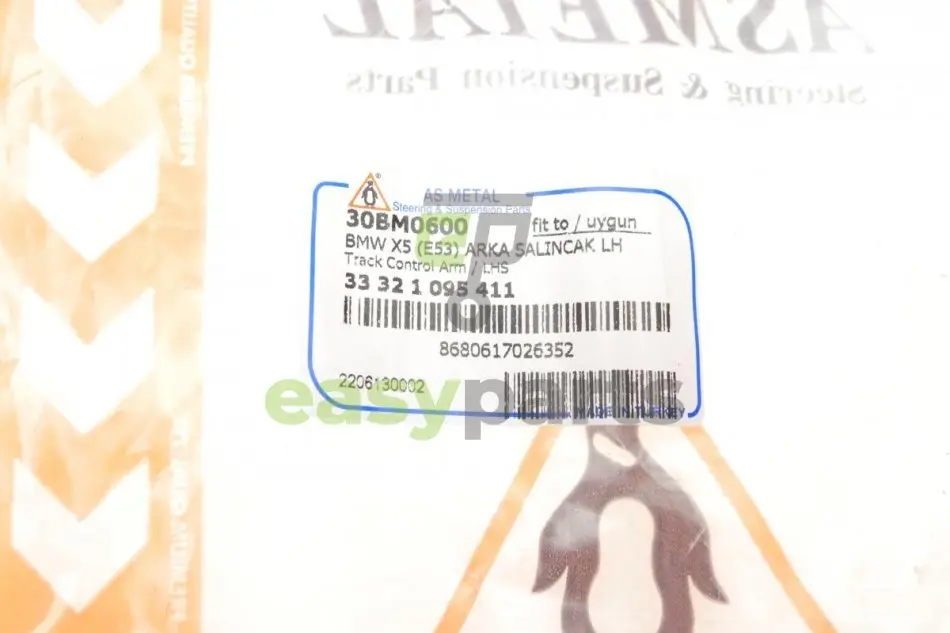 ASMETAL
Steering & Suspension Parts
®
AS METAL
Steering & Suspension Parts
30BM0600 fit to / uygun
BMW X5 (E53) ARKA SALINCAK LH
Track Control Arm / LHS
33 32 1 095 411
8680617026352
2206130002
MADE IN TURKEY
easyparts